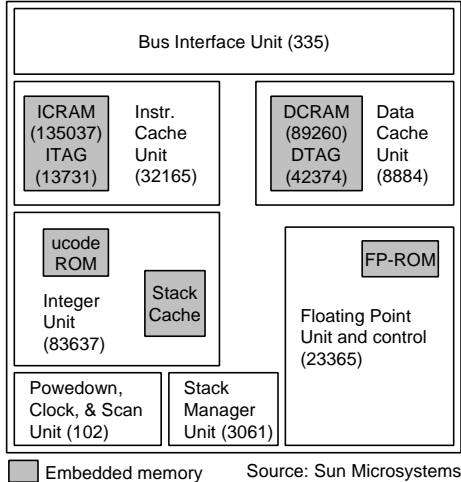 Bus Interface Unit (335)
ICRAM
(135037)
ITAG
(13731)
Instr.
Cache
Unit
(32165)
DCRAM
(89260)
DTAG
(42374)
Data
Cache
Unit
(8884)
ucode
ROM
Stack
Cache
Integer
Unit
(83637)
FP-ROM
Floating Point
Unit and control
(23365)
Powedown,
Clock, & Scan
Unit (102)
Stack
Manager
Unit (3061)
Embedded memory
Source: Sun Microsystems